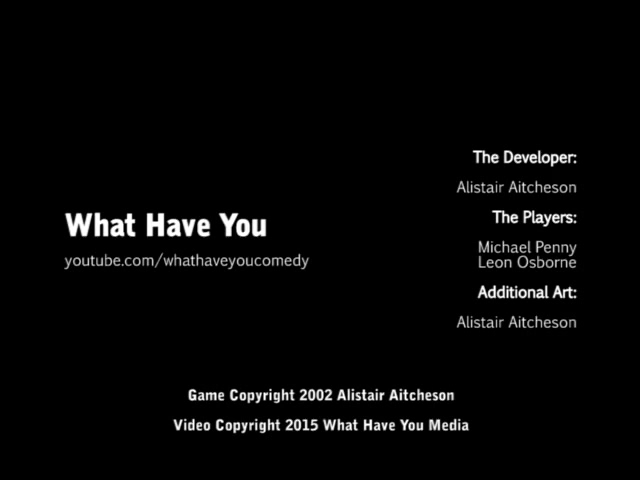 What Have You
youtube.com/whathaveyoucomedy
The Developer:
Alistair Aitcheson
The Players:
Michael Penny
Leon Osborne
Additional Art:
Alistair Aitcheson
Game Copyright 2002 Alistair Aitcheson
Video Copyright 2015 What Have You Media